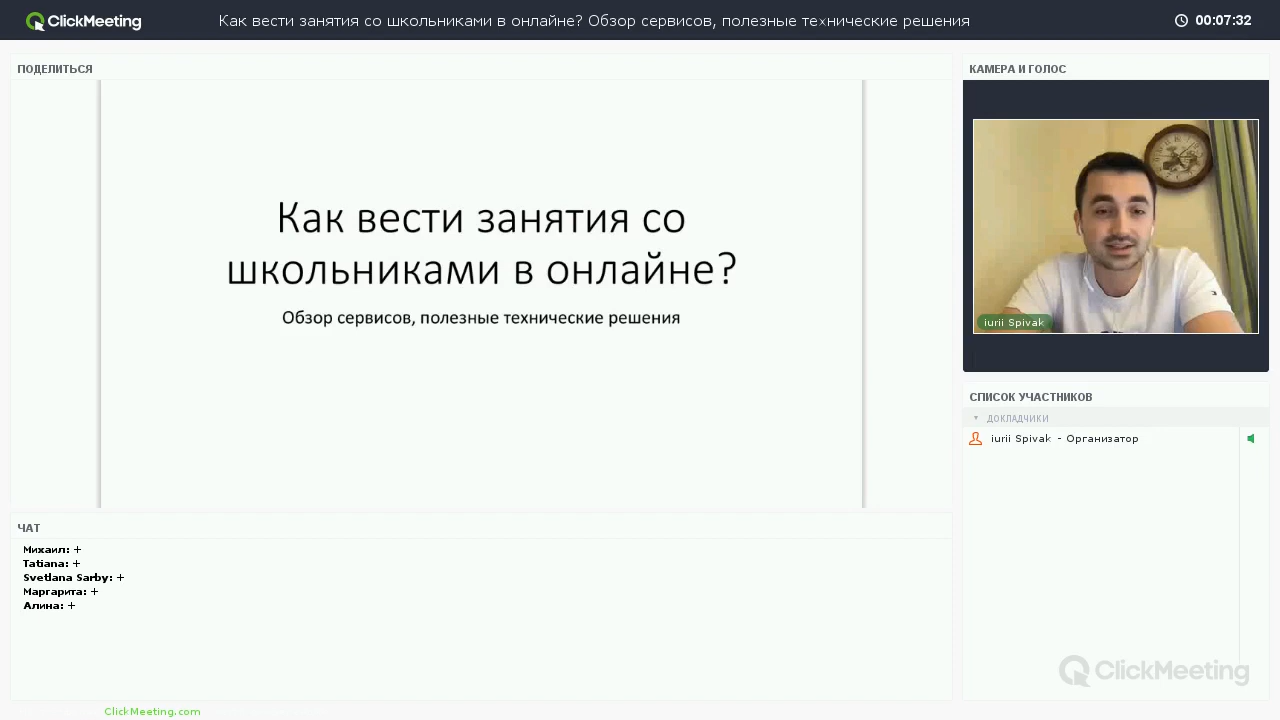 ClickMeeting
Как вести занятия со школьниками в онлайне? Обзор сервисов, полезные технические решения
00:07:32
ПОДЕЛИТЬСЯ
Как вести занятия со
школьниками в онлайне?
Обзор сервисов, полезные технические решения
КАМЕРА И ГОЛОС
iurii Spivak
СПИСОК УЧАСТНИКОВ
ДОКЛАДЧИКИ
iurii Spivak - Организатор
ЧАТ
Михаил: +
Tatiana: +
Svetlana Sarby: +
Маргарита: +
Алина: +
ClickMeeting
ClickMeeting.com